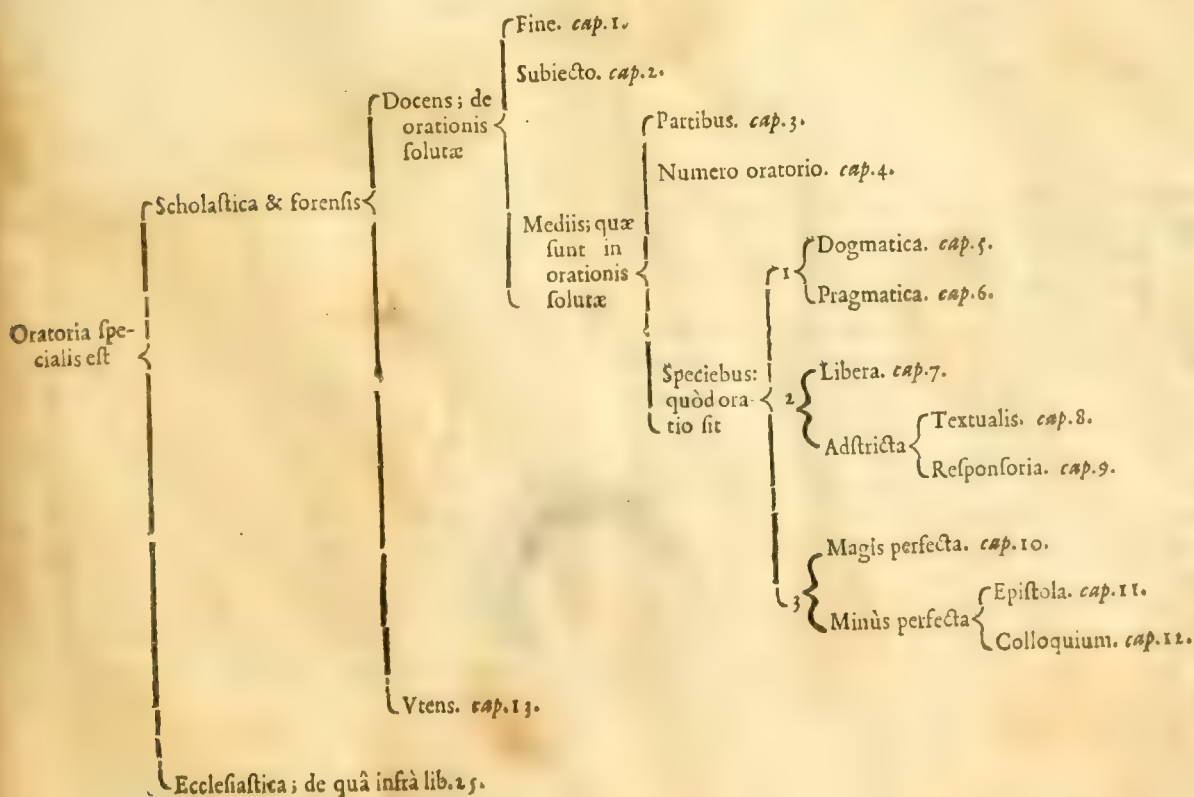 Fine. cap.1.
Subiecto. cap.2.
Docens; de
orationis
ſolutæ
Partibus. cap.3.
Numero oratorio. cap.4.
Scholaſtica & forenſis
Mediis; quæ
ſunt in
orationis
ſolutæ
1
Dogmatica. cap.5.
Pragmatica. cap.6.
Oratoria ſpe-
cialis eſt
Speciebus:
quòd ora-
tio ſit
2
Libera. cap.7.
Adſtricta
Textualis. cap.8.
Reſponſoria. cap.9.
3
Magis perfecta. cap.10.
Minùs perfecta
Epiſtola. cap.11.
Colloquium. cap.12.
Vtens. cap.13.
Eccleſiaſtica; de quâ infrà lib.25.